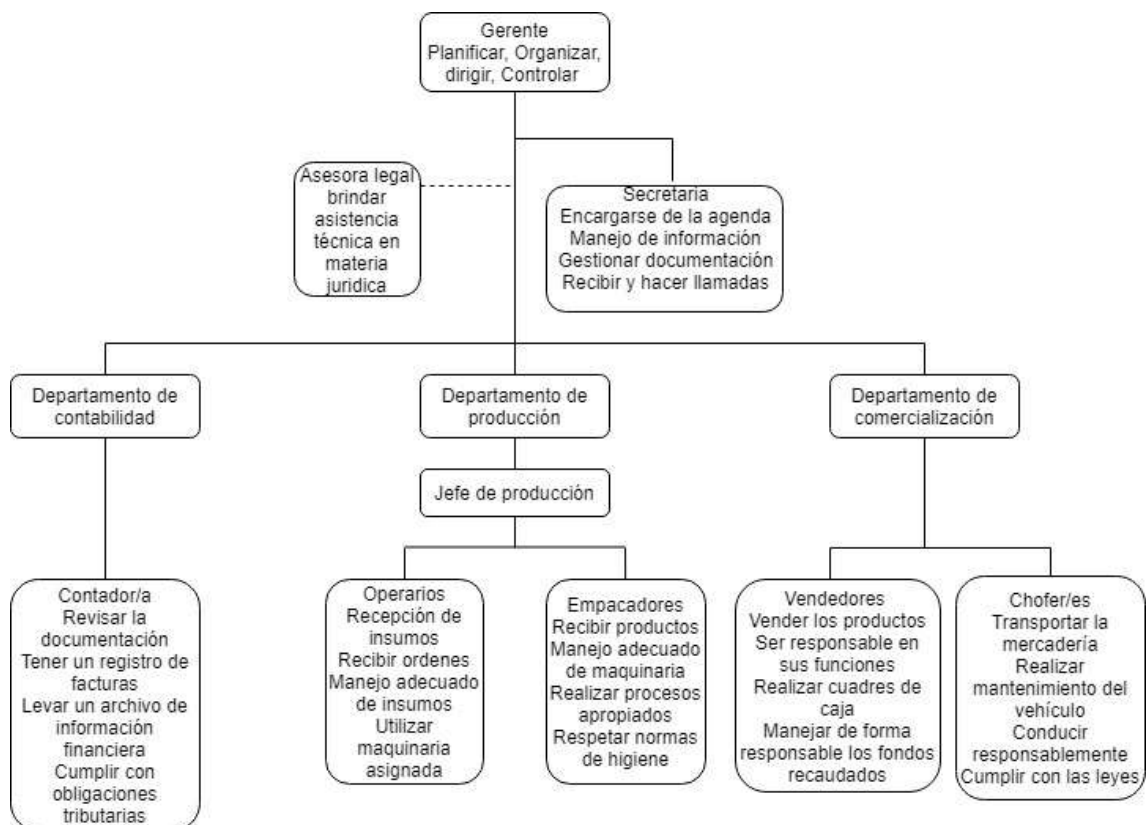 Gerente
Planificar, Organizar,
dirigir, Controlar
Asesora legal
brindar
asistencia
técnica en
materia
juridica
Secretaria
Encargarse de la agenda
Manejo de información
Gestionar documentación
Recibir y hacer llamadas
Departamento de
contabilidad
Departamento de
producción
Departamento de
comercialización
Jefe de producción
Contador/a
Revisar la
documentación
Tener un registro de
facturas
Levar un archivo de
información
financiera
Cumplir con
obligaciones
tributarias
Operarios
Recepción de
insumos
Recibir ordenes
Manejo adecuado
de insumos
Utilizar
maquinaria
asignada
Empacadores
Recibir productos
Manejo adecuado
de maquinaria
Realizar procesos
apropiados
Respetar normas
de higiene
Vendedores
Vender los productos
Ser responsable en
sus funciones
Realizar cuadres de
caja
Manejar de forma
responsable los fondos
recaudados
Chofer/es
Transportar la
mercadería
Realizar
mantenimiento del
vehículo
Conducir
responsablemente
Cumplir con las leyes